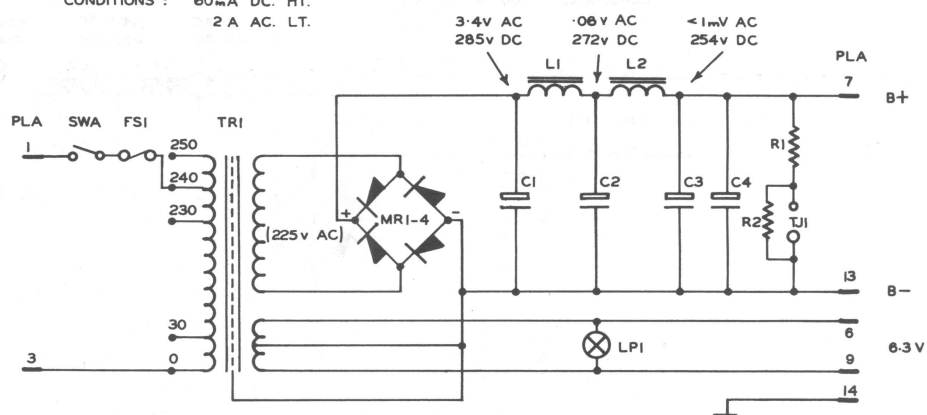 CONDITIONS : 60mA DC. HT.
2 A AC. LT.
3·4v AC
285v DC
·08v AC
272v DC
<1mV AC
254v DC
L1
L2
PLA
7
B+
PLA
SWA
FS1
TR1
1
250
240
230
(225v AC)
+
MR1-4
-
C1
C2
C3
C4
R1
R2
TJ1
13
B-
30
0
3
LP1
6
6·3 V
9
14